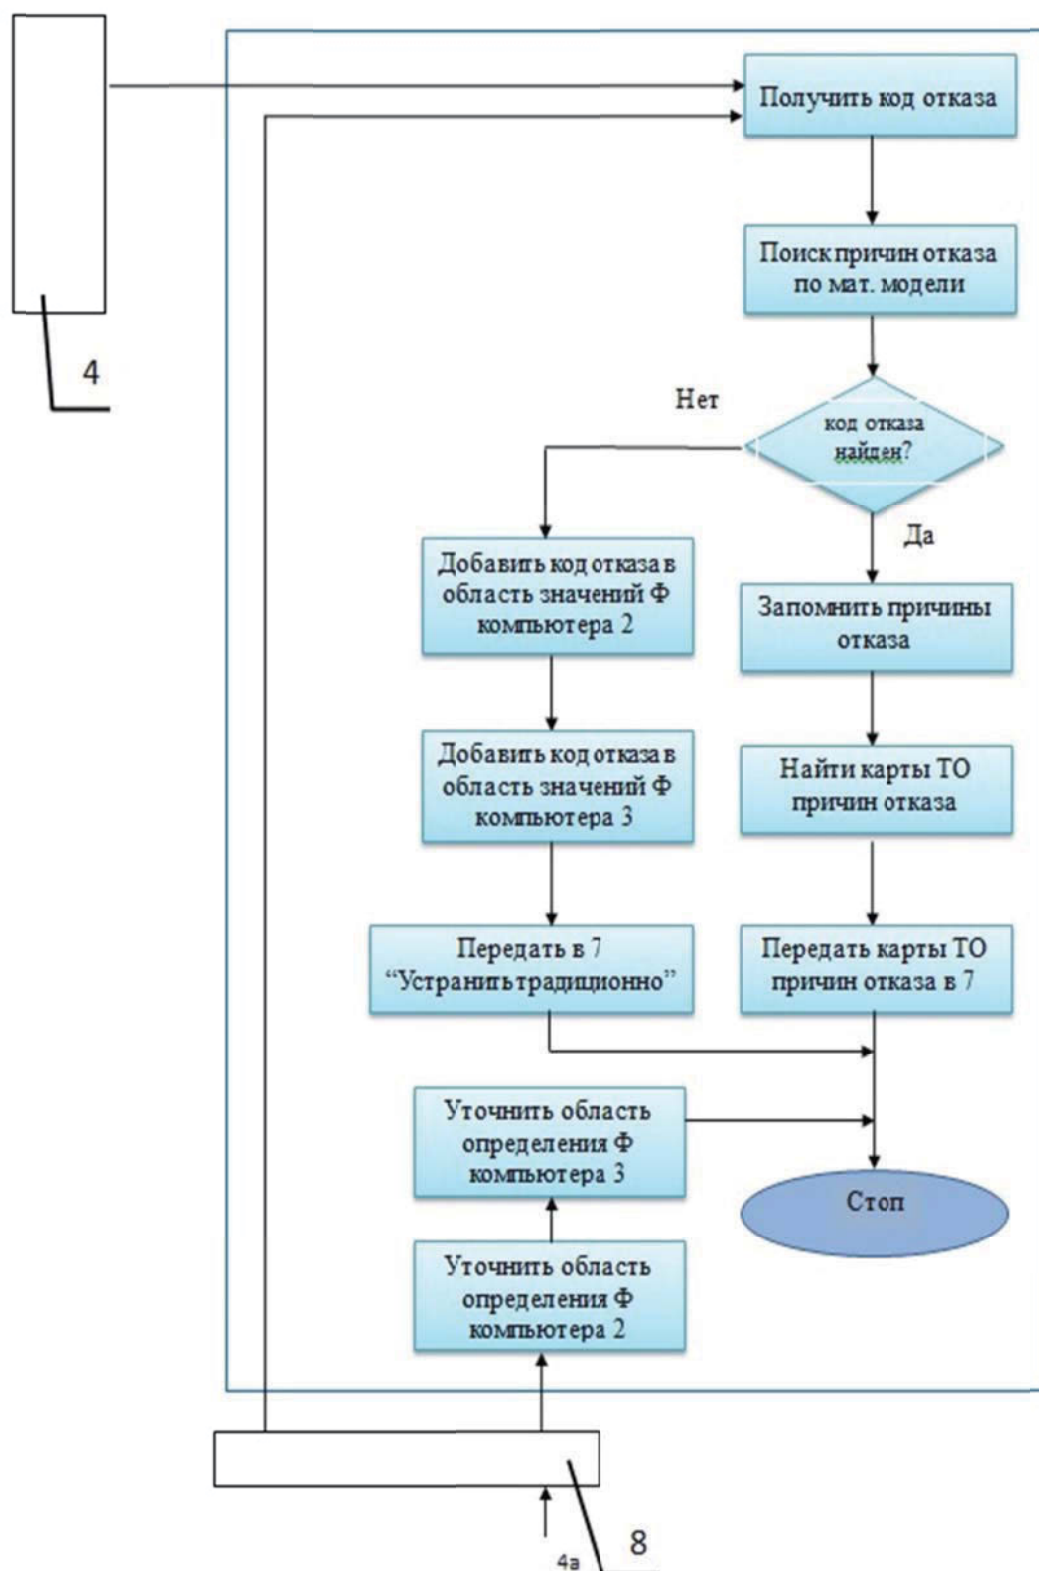 Получить код отказа
Поиск причин отказа
по мат. модели
4
Нет
код отказа
найден?
Да
Добавить код отказа в
область значений Ф
компьютера 2
Запомнить причины
отказа
Добавить код отказа в
область значений Ф
компьютера 3
Найти карты ТО
причин отказа
Передать в 7
“Устранить традиционно”
Передать карты ТО
причин отказа в 7
Уточнить область
определения Ф
компьютера 3
Стоп
Уточнить область
определения Ф
компьютера 2
8
4а